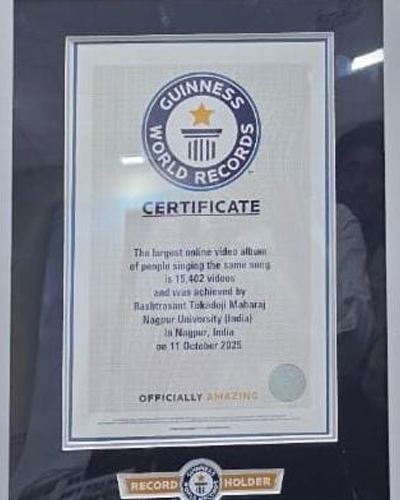 GUINNESS
WORLD RECORDS
CERTIFICATE
The largest online video album
of people singing the same song
is 15,402 videos
and was achieved by
Rashtrasant Tukadoji Maharaj
Nagpur University (India)
in Nagpur, India
on 11 October 2025
OFFICIALLY AMAZING
RECORD HOLDER